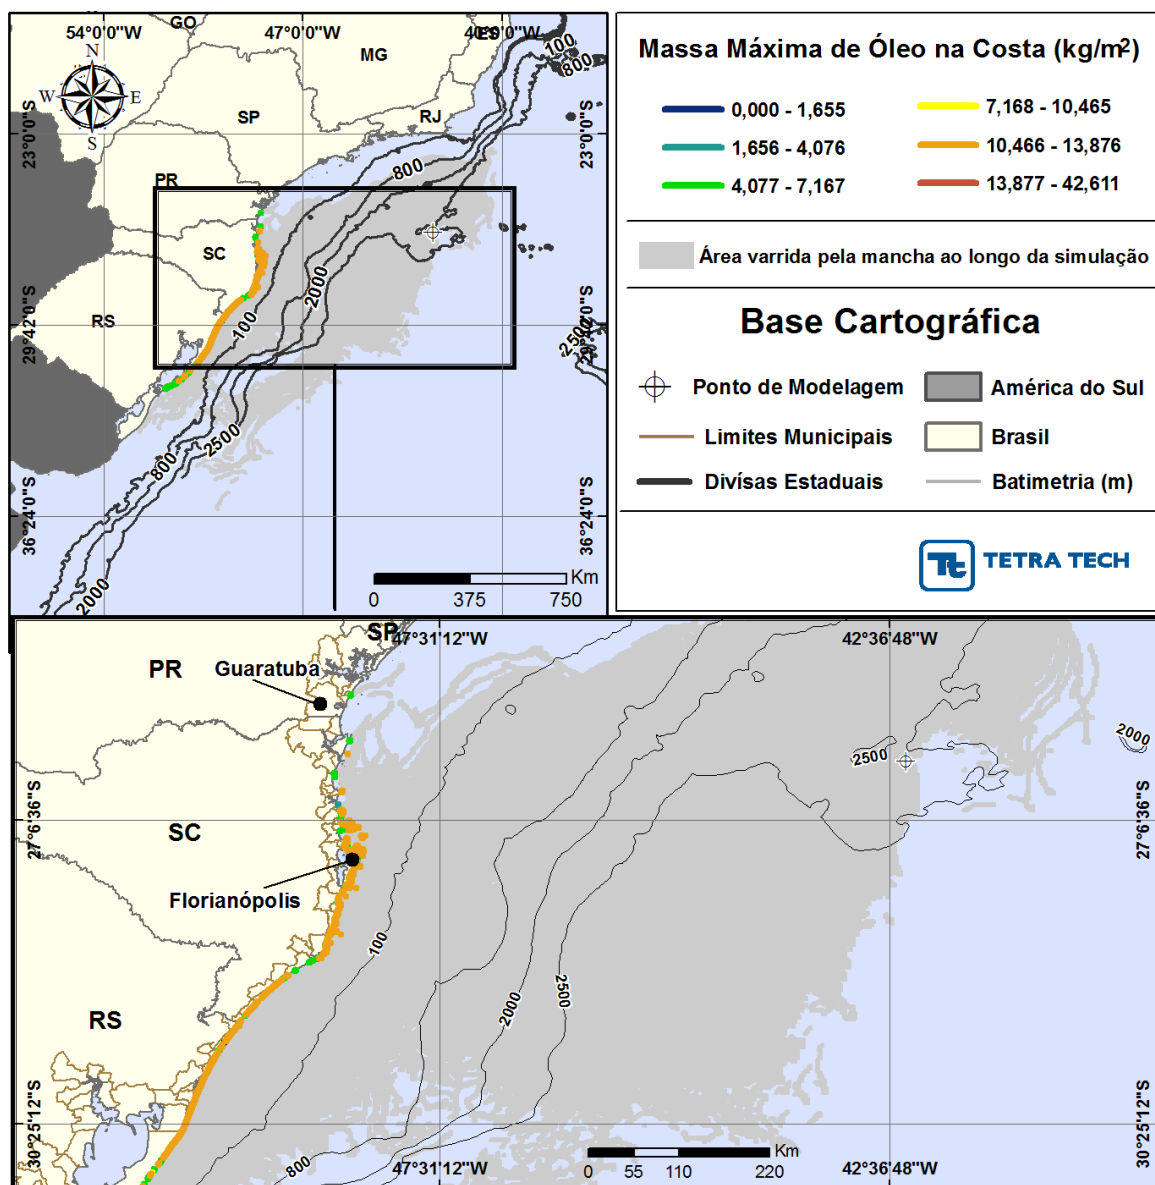 54°0'0"W
47°0'0"W
40°0'0"W
GO
ES
MG
N
W
E
S
SP
RJ
PR
SC
RS
100
800
800
2000
100
2500
800
2500
2000
23°0'0"S
23°0'0"S
29°42'0"S
36°24'0"S
36°24'0"S
Km
0
375
750
Massa Máxima de Óleo na Costa (kg/m²)
0,000 - 1,655
7,168 - 10,465
1,656 - 4,076
10,466 - 13,876
4,077 - 7,167
13,877 - 42,611
Área varrida pela mancha ao longo da simulação
Base Cartográfica
Ponto de Modelagem
América do Sul
Limites Municipais
Brasil
Divísas Estaduais
Batimetria (m)
Tt
TETRA TECH
SP
47°31'12"W
42°36'48"W
PR
Guaratuba
2000
2500
27°6'36"S
27°6'36"S
SC
Florianópolis
100
2000
2500
RS
30°25'12"S
30°25'12"S
800
47°31'12"W
42°36'48"W
Km
0
55
110
220